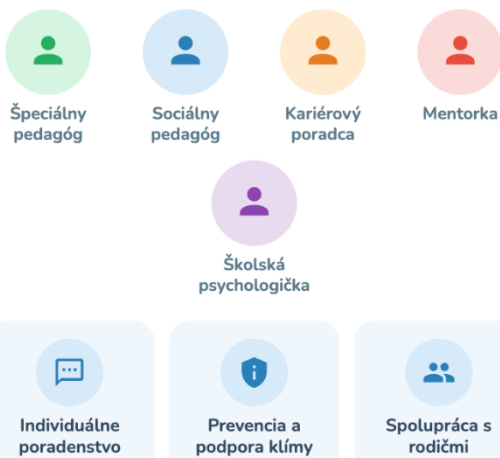 Špeciálny
pedagóg
Sociálny
pedagóg
Kariérový
poradca
Mentorka
Školská
psychologička
Individuálne
poradenstvo
Prevencia a
podpora klímy
Spolupráca s
rodičmi